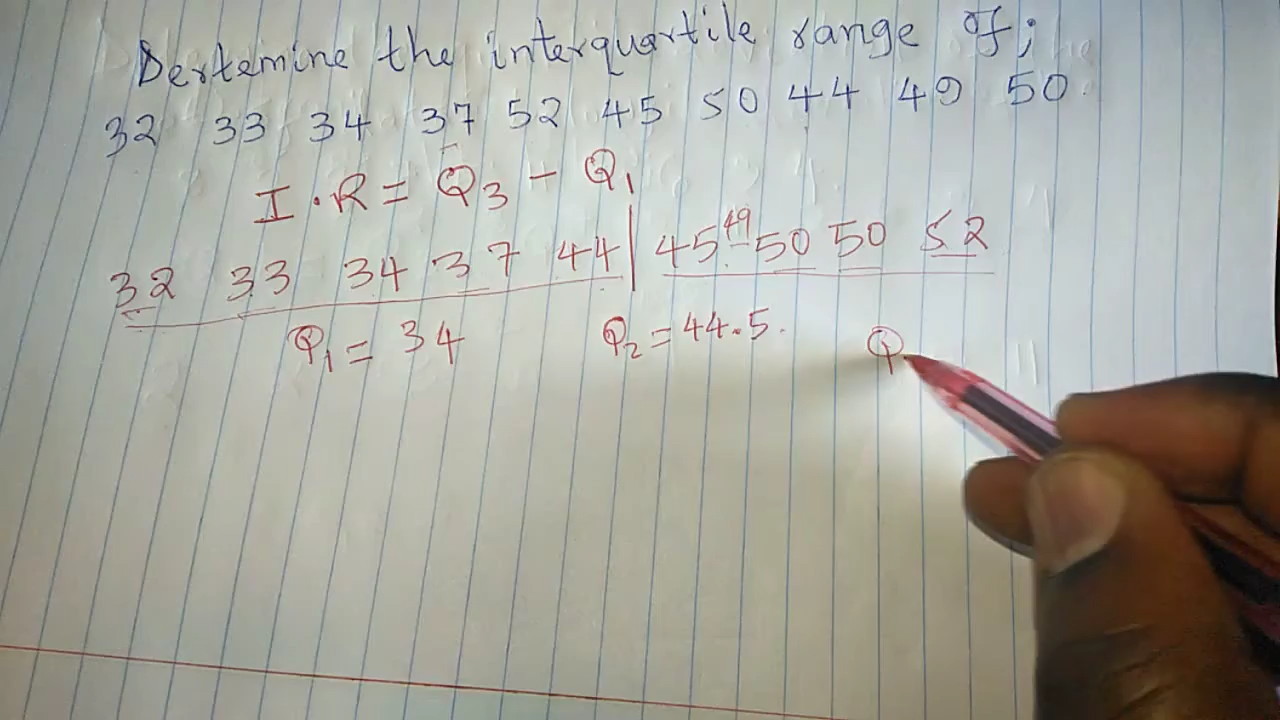 Dertemine the interquartile range of;
32 33 34 37 52 45 50 44 49 50.
I.R = Q3 - Q1
32 33 34 37 44 | 45 49 50 50 52
Q1 = 34 Q2 = 44.5. Q